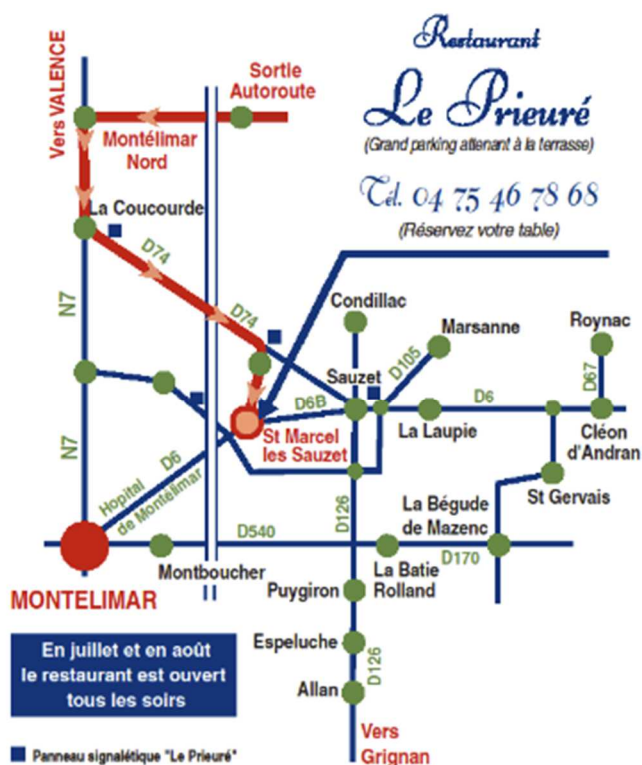 Restaurant
Le Prieuré
(Grand parking attenant à la terrasse)
Tél. 04 75 46 78 68
(Réservez votre table)
Vers VALENCE
Sortie
Autoroute
Montélimar
Nord
La Coucourde
D74
D74
N7
N7
Condillac
Marsanne
Roynac
D105
D67
Sauzet
D6B
D6
St Marcel
les Sauzet
La Laupie
Cléon
d'Andran
D6
Hopital
de Montélimar
St Gervais
D126
La Bégude
de Mazenc
D540
D170
Montboucher
La Batie
Rolland
MONTELIMAR
Puygiron
Espeluche
D126
Allan
Vers
Grignan
En juillet et en août
le restaurant est ouvert
tous les soirs
Panneau signalétique "Le Prieuré"